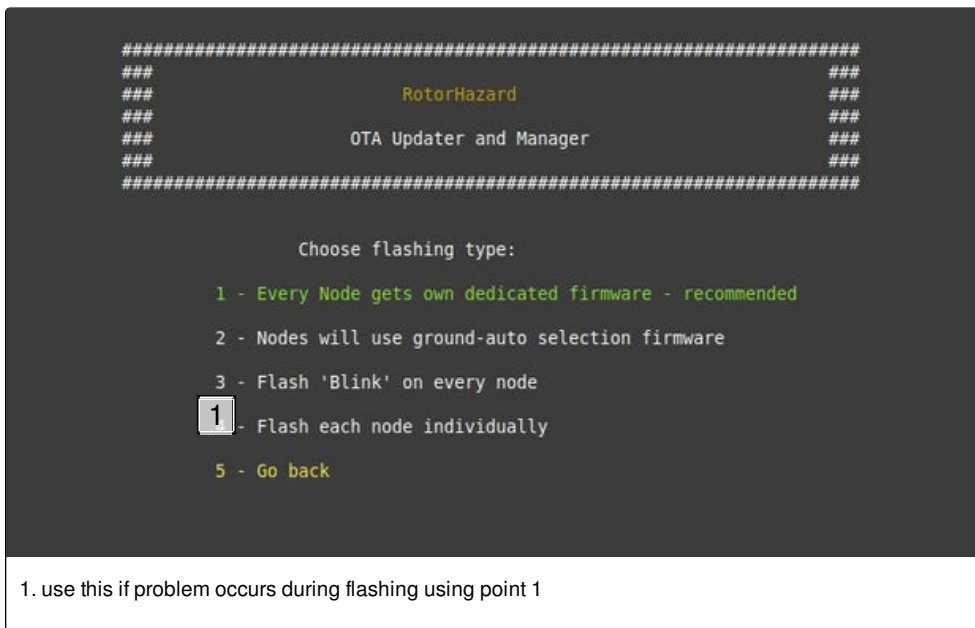 ######################################################################
### ###
### RotorHazard ###
### ###
### OTA Updater and Manager ###
### ###
######################################################################
Choose flashing type:
1 - Every Node gets own dedicated firmware - recommended
2 - Nodes will use ground-auto selection firmware
3 - Flash 'Blink' on every node
1 - Flash each node individually
5 - Go back
1. use this if problem occurs during flashing using point 1